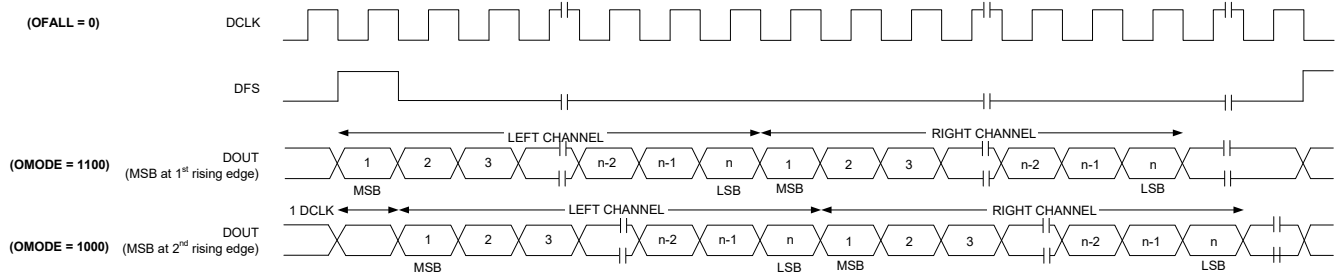 (OFALL = 0) DCLK
DFS
LEFT CHANNEL RIGHT CHANNEL
(OMODE = 1100) DOUT 1 2 3 n-2 n-1 n 1 2 3 n-2 n-1 n
(MSB at 1st rising edge)
MSB LSB MSB LSB
1 DCLK LEFT CHANNEL RIGHT CHANNEL
(OMODE = 1000) DOUT 1 2 3 n-2 n-1 n 1 2 3 n-2 n-1 n
(MSB at 2nd rising edge)
MSB LSB MSB LSB